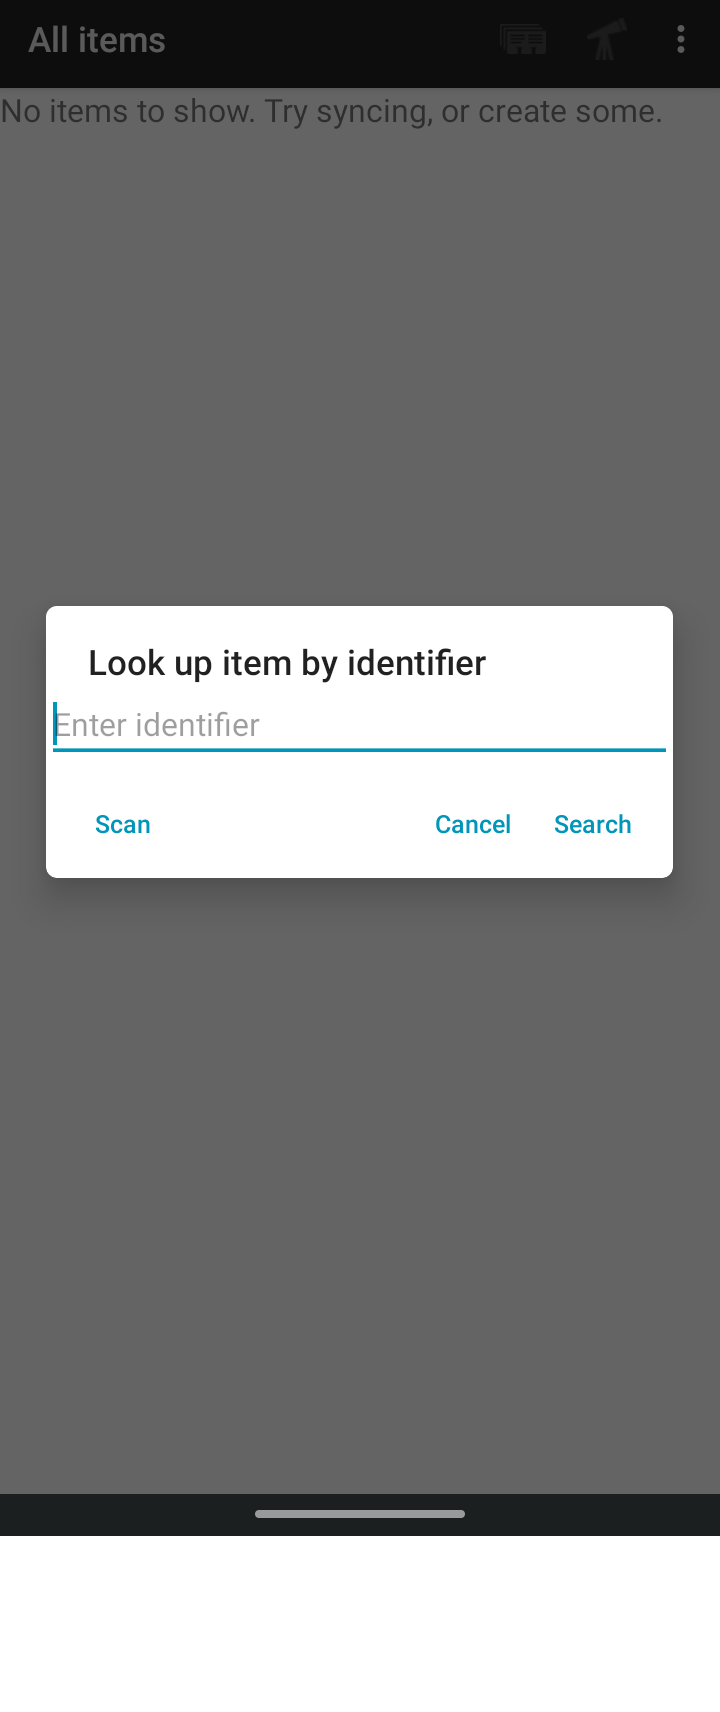 All items
No items to show. Try syncing, or create some.
Look up item by identifier
Enter identifier
Scan Cancel Search